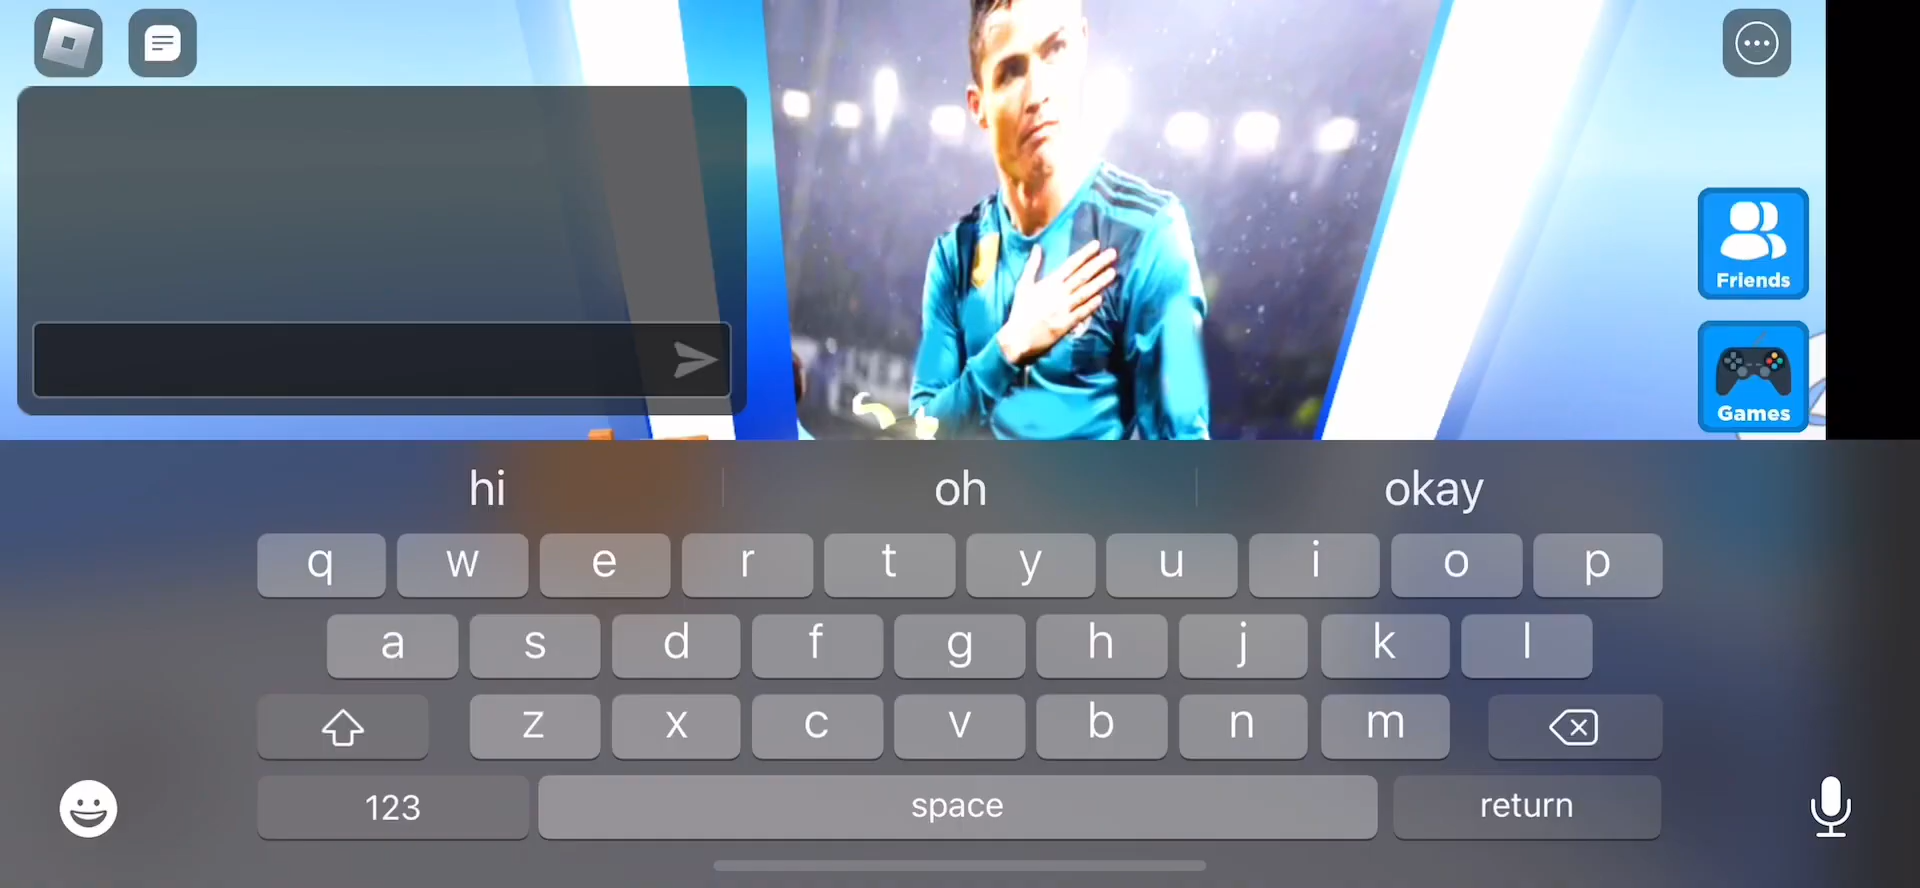 Friends
Games
hi oh okay
q w e r t y u i o p
a s d f g h j k l
z x c v b n m
123 space return